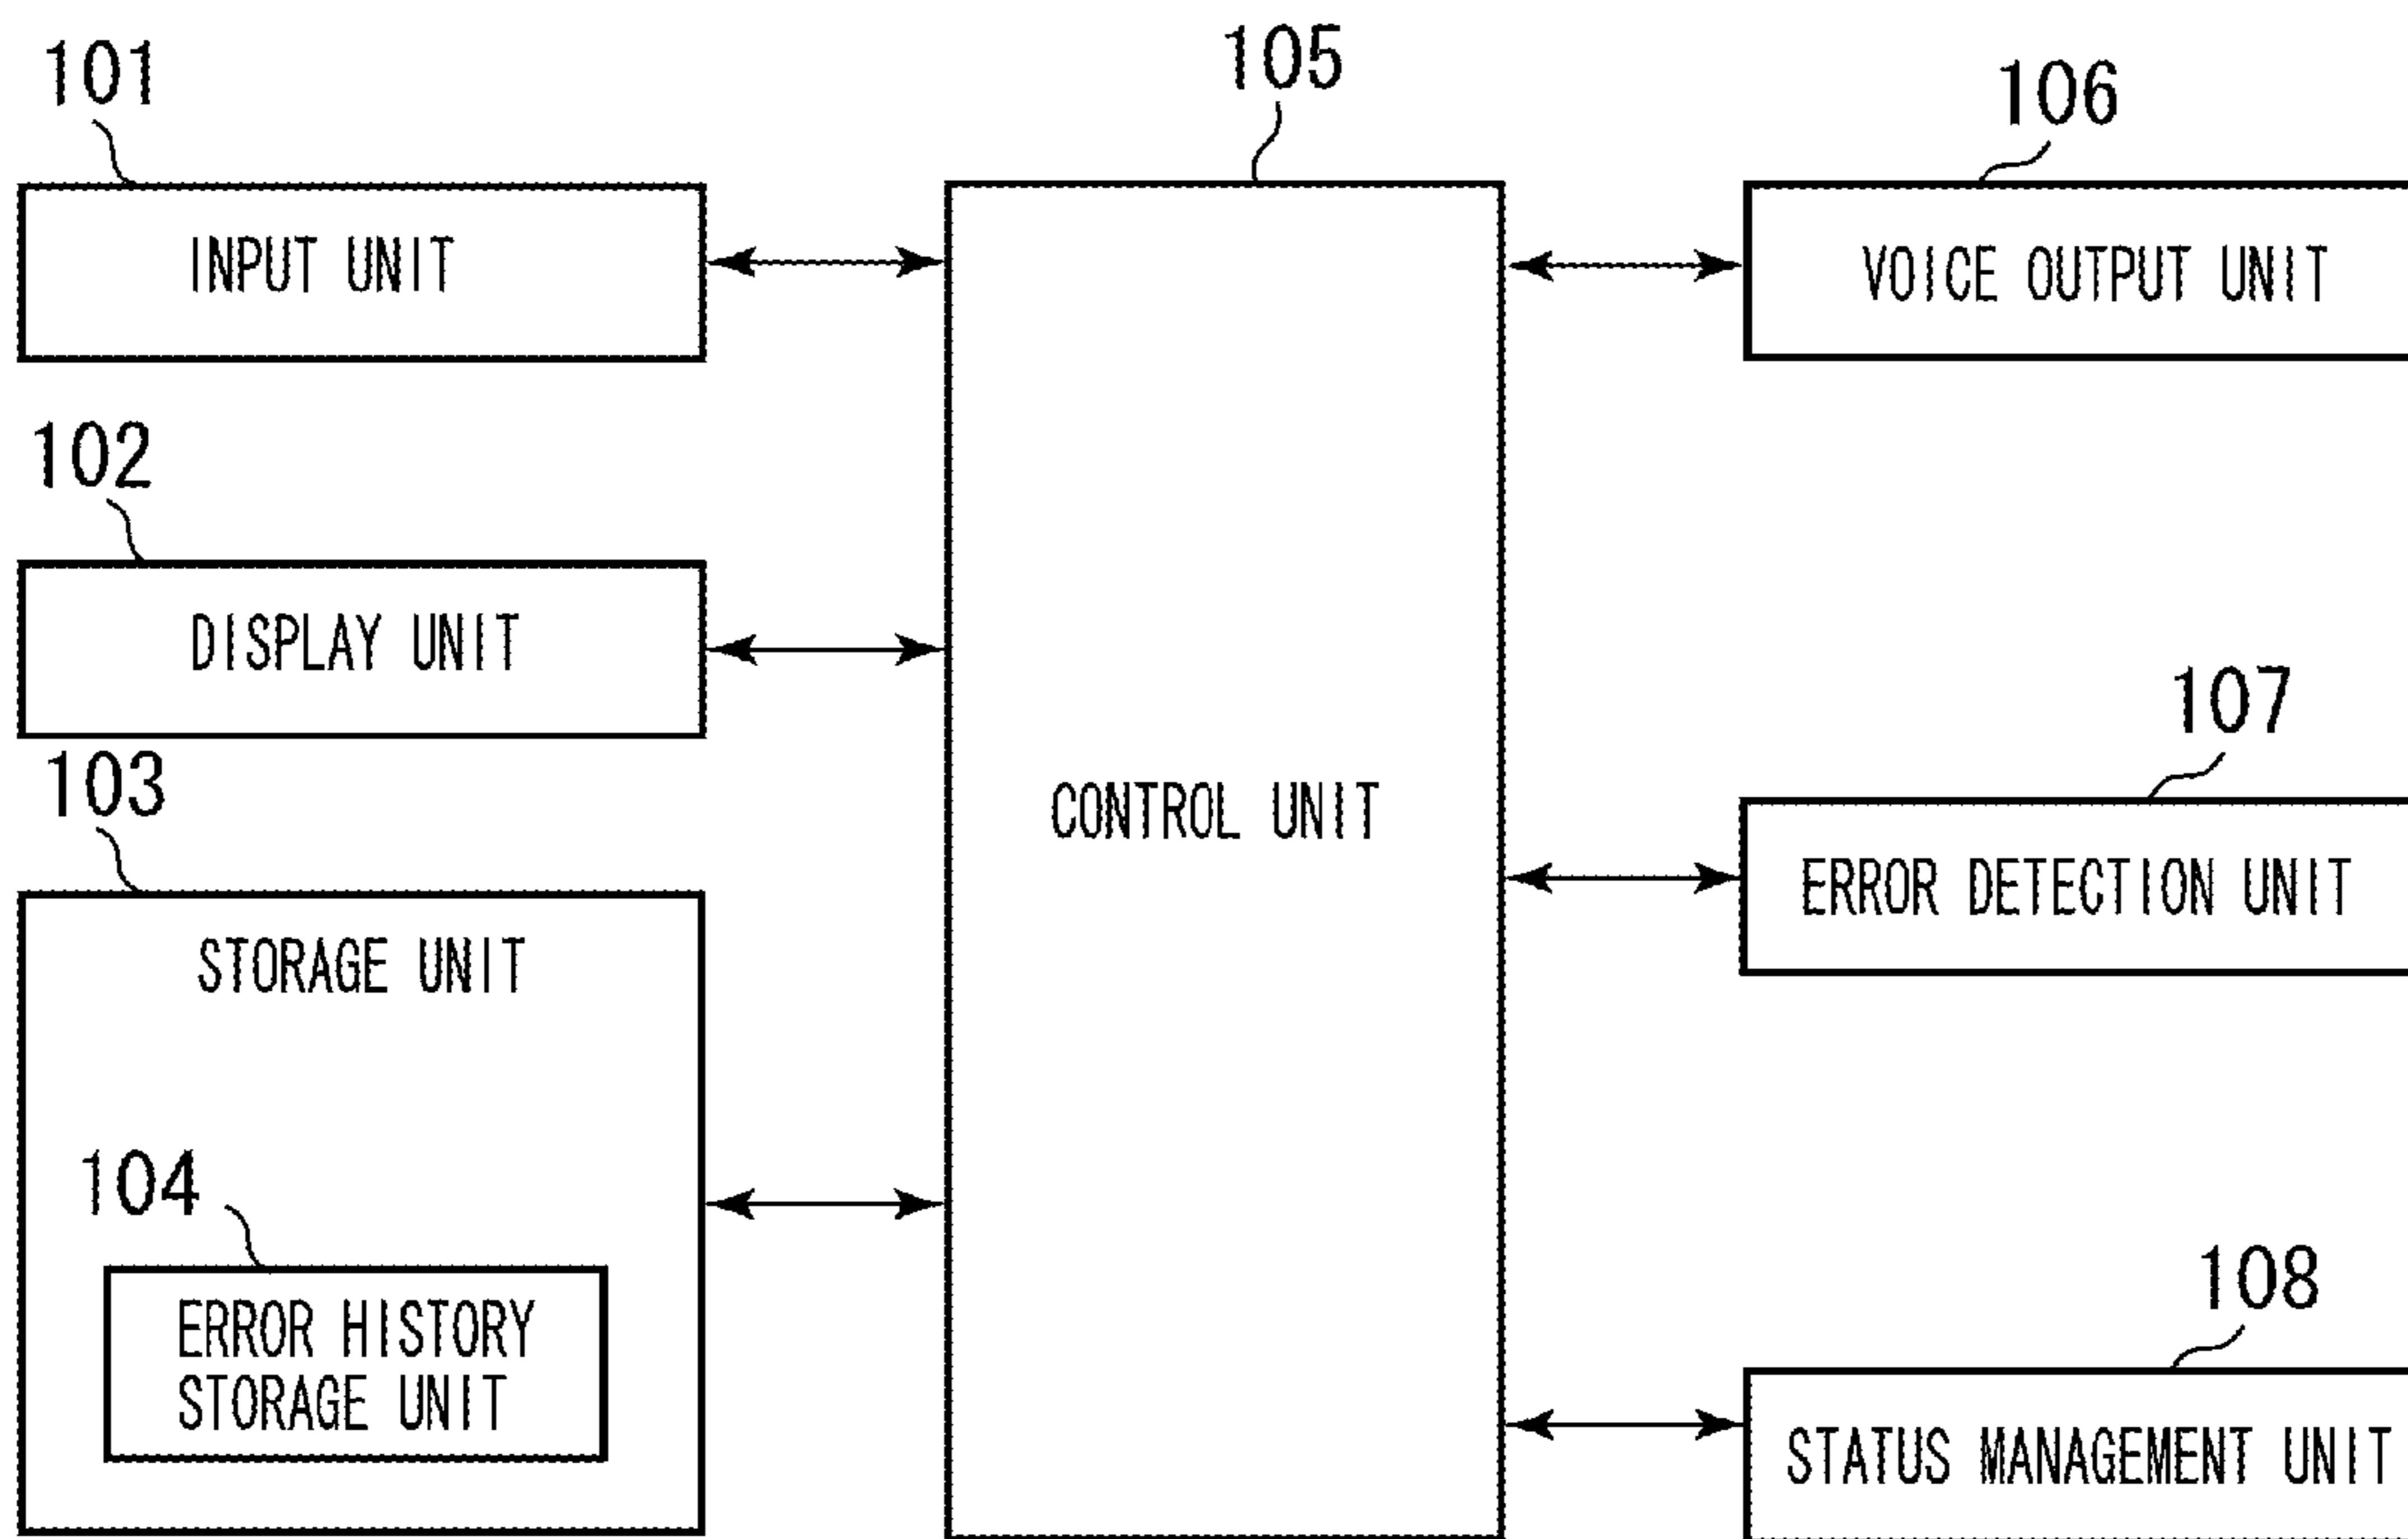 101
INPUT UNIT
102
DISPLAY UNIT
103
STORAGE UNIT
104
ERROR HISTORY
STORAGE UNIT
105
CONTROL UNIT
106
VOICE OUTPUT UNIT
107
ERROR DETECTION UNIT
108
STATUS MANAGEMENT UNIT